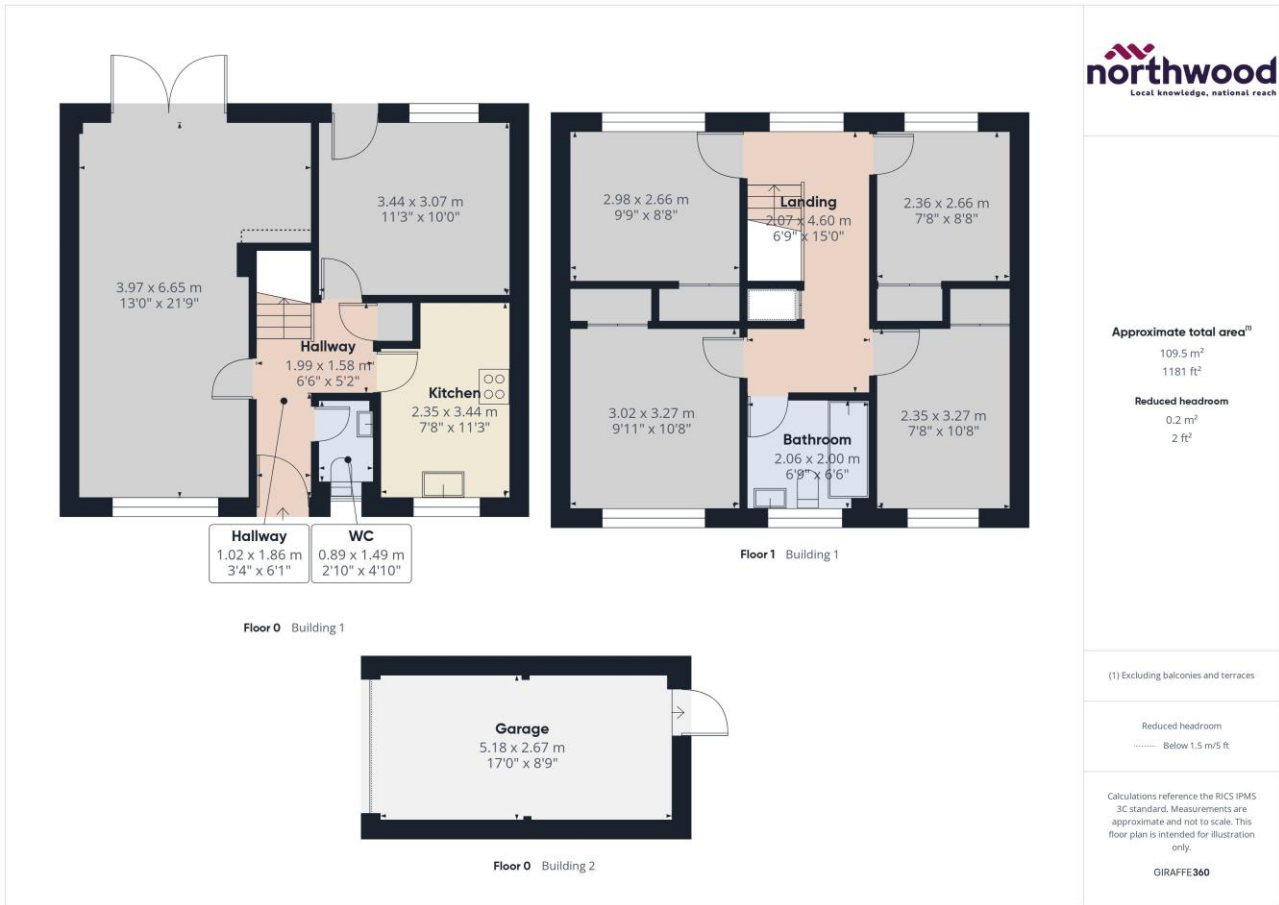 northwood
Local knowledge, national reach
3.44 x 3.07 m
11'3" x 10'0"
3.97 x 6.65 m
13'0" x 21'9"
Hallway
1.99 x 1.58 m
6'6" x 5'2"
Kitchen
2.35 x 3.44 m
7'8" x 11'3"
Hallway
1.02 x 1.86 m
3'4" x 6'1"
WC
0.89 x 1.49 m
2'10" x 4'10"
Floor 0 Building 1
2.98 x 2.66 m
9'9" x 8'8"
Landing
2.07 x 4.60 m
6'9" x 15'0"
2.36 x 2.66 m
7'8" x 8'8"
3.02 x 3.27 m
9'11" x 10'8"
Bathroom
2.06 x 2.00 m
6'9" x 6'6"
2.35 x 3.27 m
7'8" x 10'8"
Floor 1 Building 1
Garage
5.18 x 2.67 m
17'0" x 8'9"
Floor 0 Building 2
Approximate total area(1)
109.5 m²
1181 ft²
Reduced headroom
0.2 m²
2 ft²
(1) Excluding balconies and terraces
Reduced headroom
Below 1.5 m/5 ft
Calculations reference the RICS IPMS
3C standard. Measurements are
approximate and not to scale. This
floor plan is intended for illustration
only.
GIRAFFE360